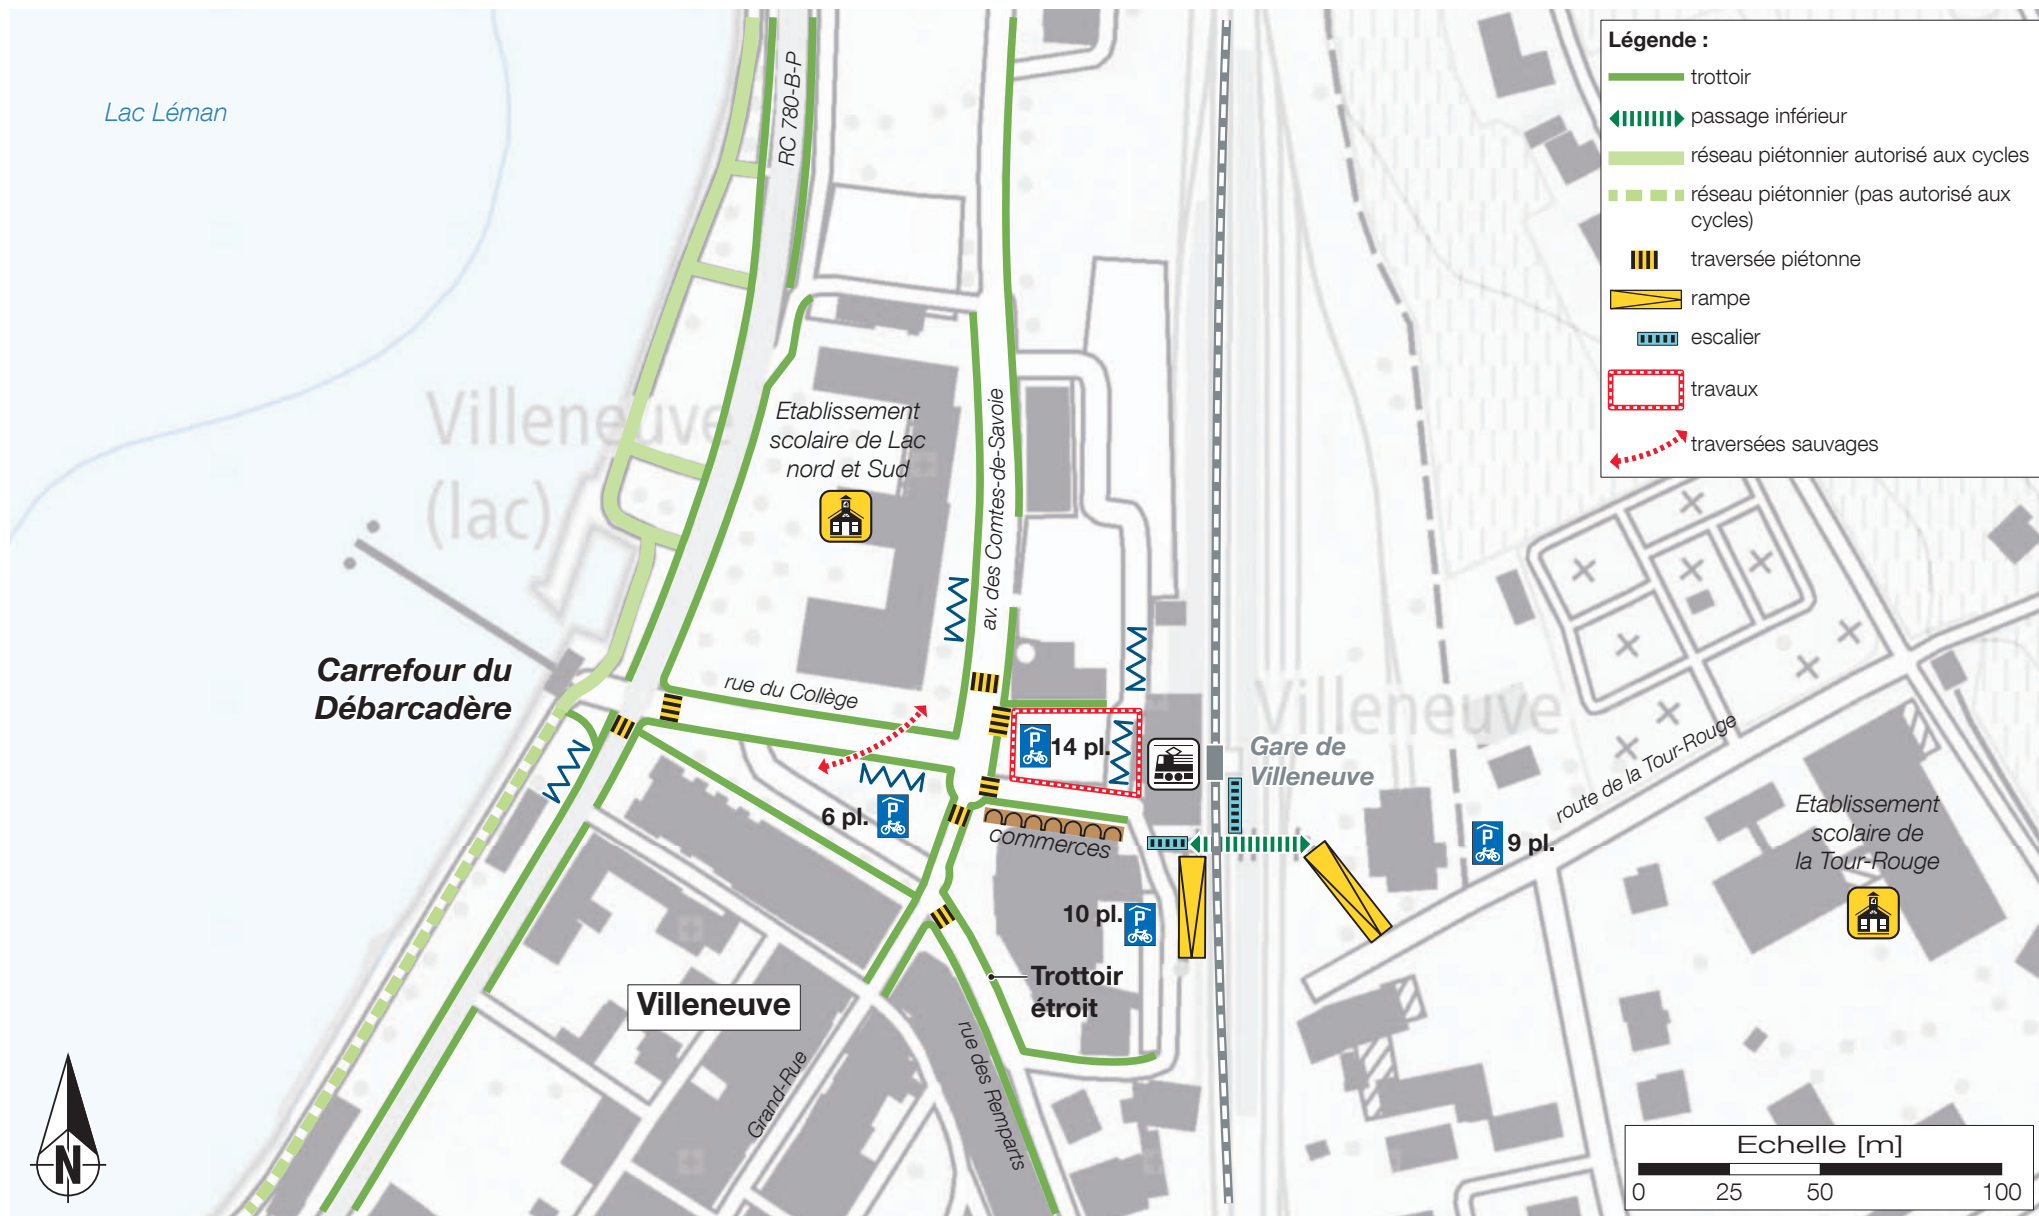 Légende :
trottoir
passage inférieur
réseau piétonnier autorisé aux cycles
réseau piétonnier (pas autorisé aux
cycles)
traversée piétonne
rampe
escalier
travaux
traversées sauvages
Lac Léman
RC 780-B-P
Villeneuve
(lac)
Etablissement
scolaire de Lac
nord et Sud
av. des Comtes-de-Savoie
Carrefour du
Débarcadère
rue du Collège
P
14 pl.
Villeneuve
Gare de
Villeneuve
route de la Tour-Rouge
6 pl.
P
commerces
P
9 pl.
Etablissement
scolaire de
la Tour-Rouge
10 pl.
P
Trottoir
étroit
Villeneuve
Grand-Rue
rue des Remparts
N
Echelle [m]
0 25 50 100